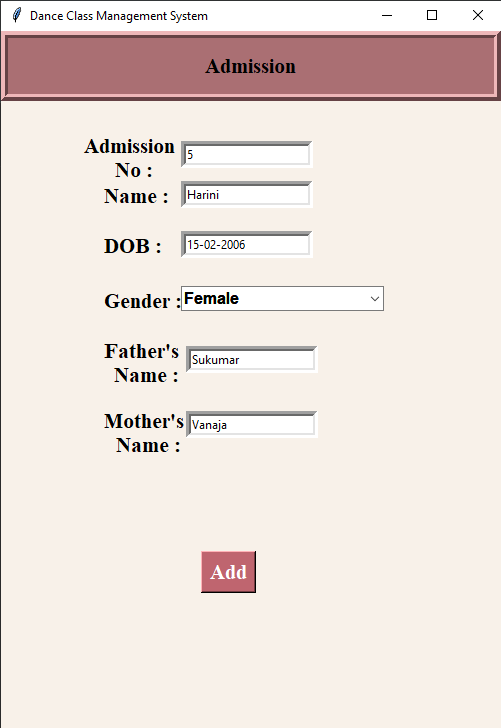 Dance Class Management System
Admission
Admission
No :
5
Name :
Harini
DOB :
15-02-2006
Gender :
Female
Father's
Name :
Sukumar
Mother's
Name :
Vanaja
Add